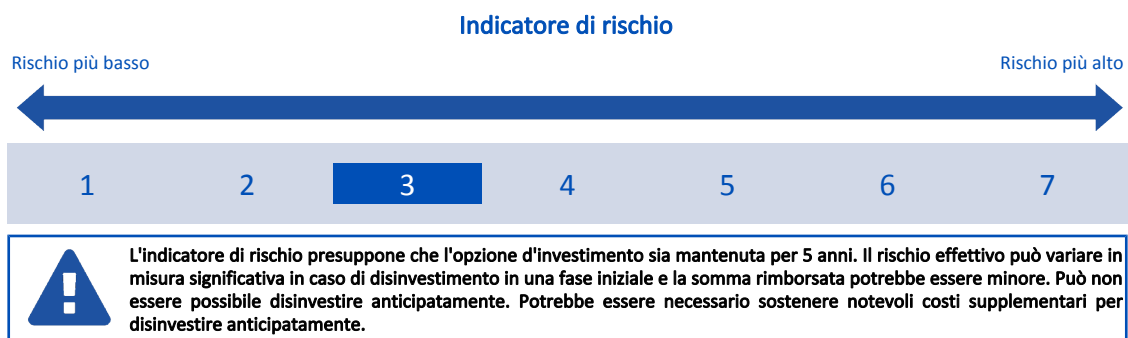 Indicatore di rischio
Rischio più basso
Rischio più alto
1 2 3 4 5 6 7
L'indicatore di rischio presuppone che l'opzione d'investimento sia mantenuta per 5 anni. Il rischio effettivo può variare in
misura significativa in caso di disinvestimento in una fase iniziale e la somma rimborsata potrebbe essere minore. Può non
essere possibile disinvestire anticipatamente. Potrebbe essere necessario sostenere notevoli costi supplementari per
disinvestire anticipatamente.